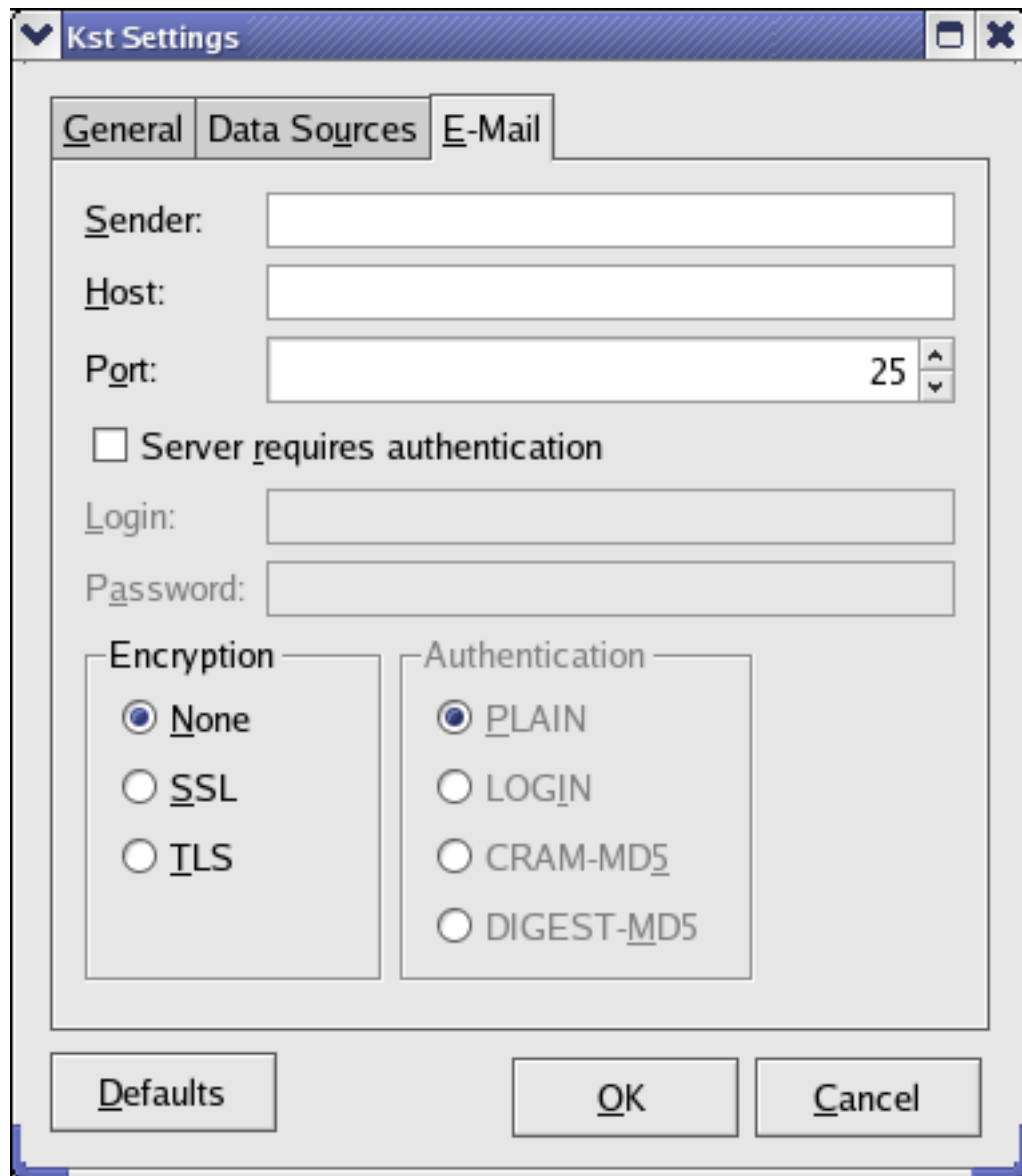 Kst Settings
General Data Sources E-Mail
Sender:
Host:
Port: 25
Server requires authentication
Login:
Password:
Encryption Authentication
None PLAIN
SSL LOGIN
TLS CRAM-MD5
DIGEST-MD5
Defaults OK Cancel